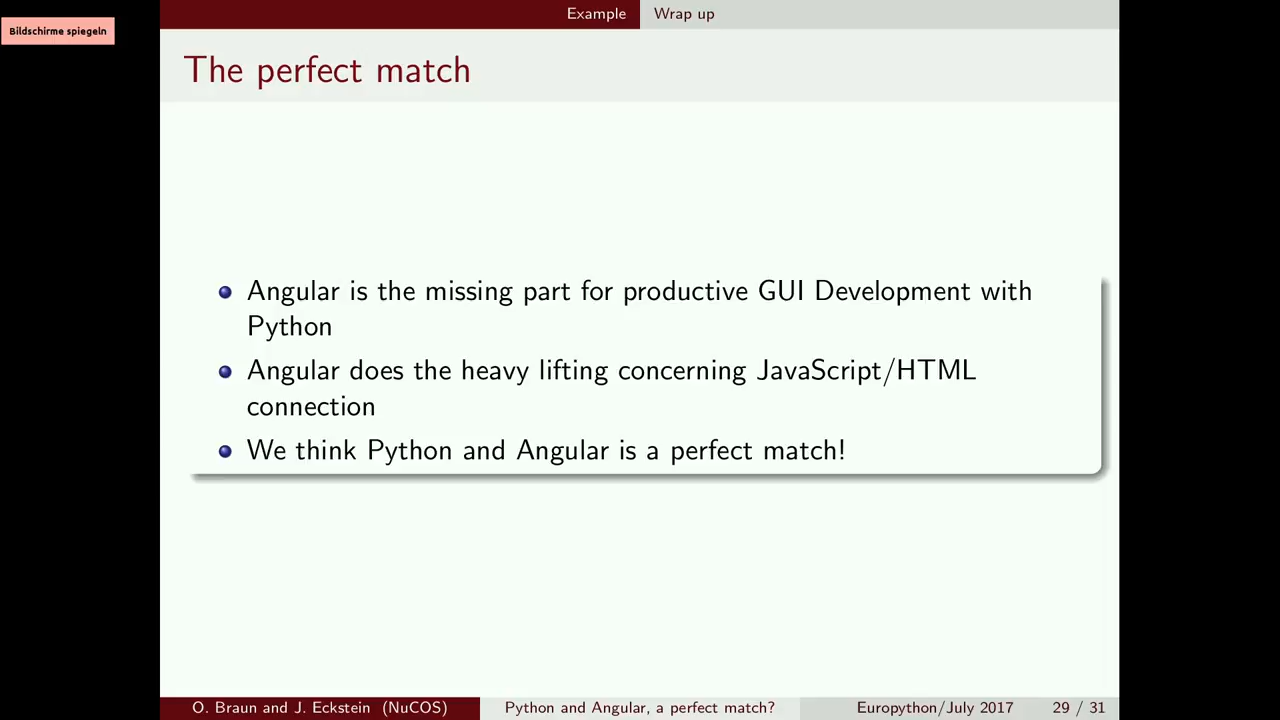 Bildschirme spiegeln
Example Wrap up
The perfect match
Angular is the missing part for productive GUI Development with
Python
Angular does the heavy lifting concerning JavaScript/HTML
connection
We think Python and Angular is a perfect match!
O. Braun and J. Eckstein (NuCOS) Python and Angular, a perfect match? Europython/July 2017 29 / 31